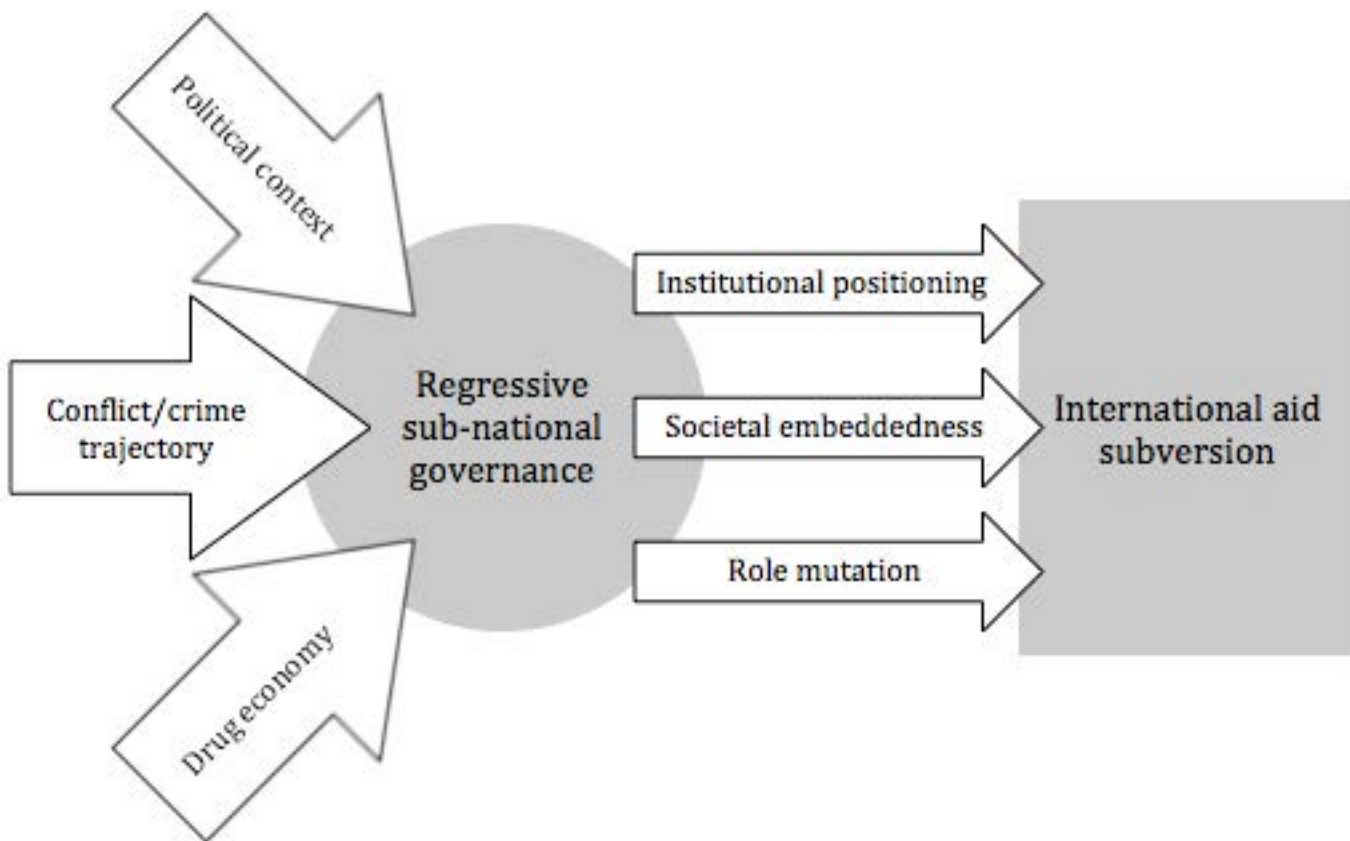 Political context
Conflict/crime
trajectory
Drug economy
Regressive
sub-national
governance
Institutional positioning
Societal embeddedness
Role mutation
International aid
subversion